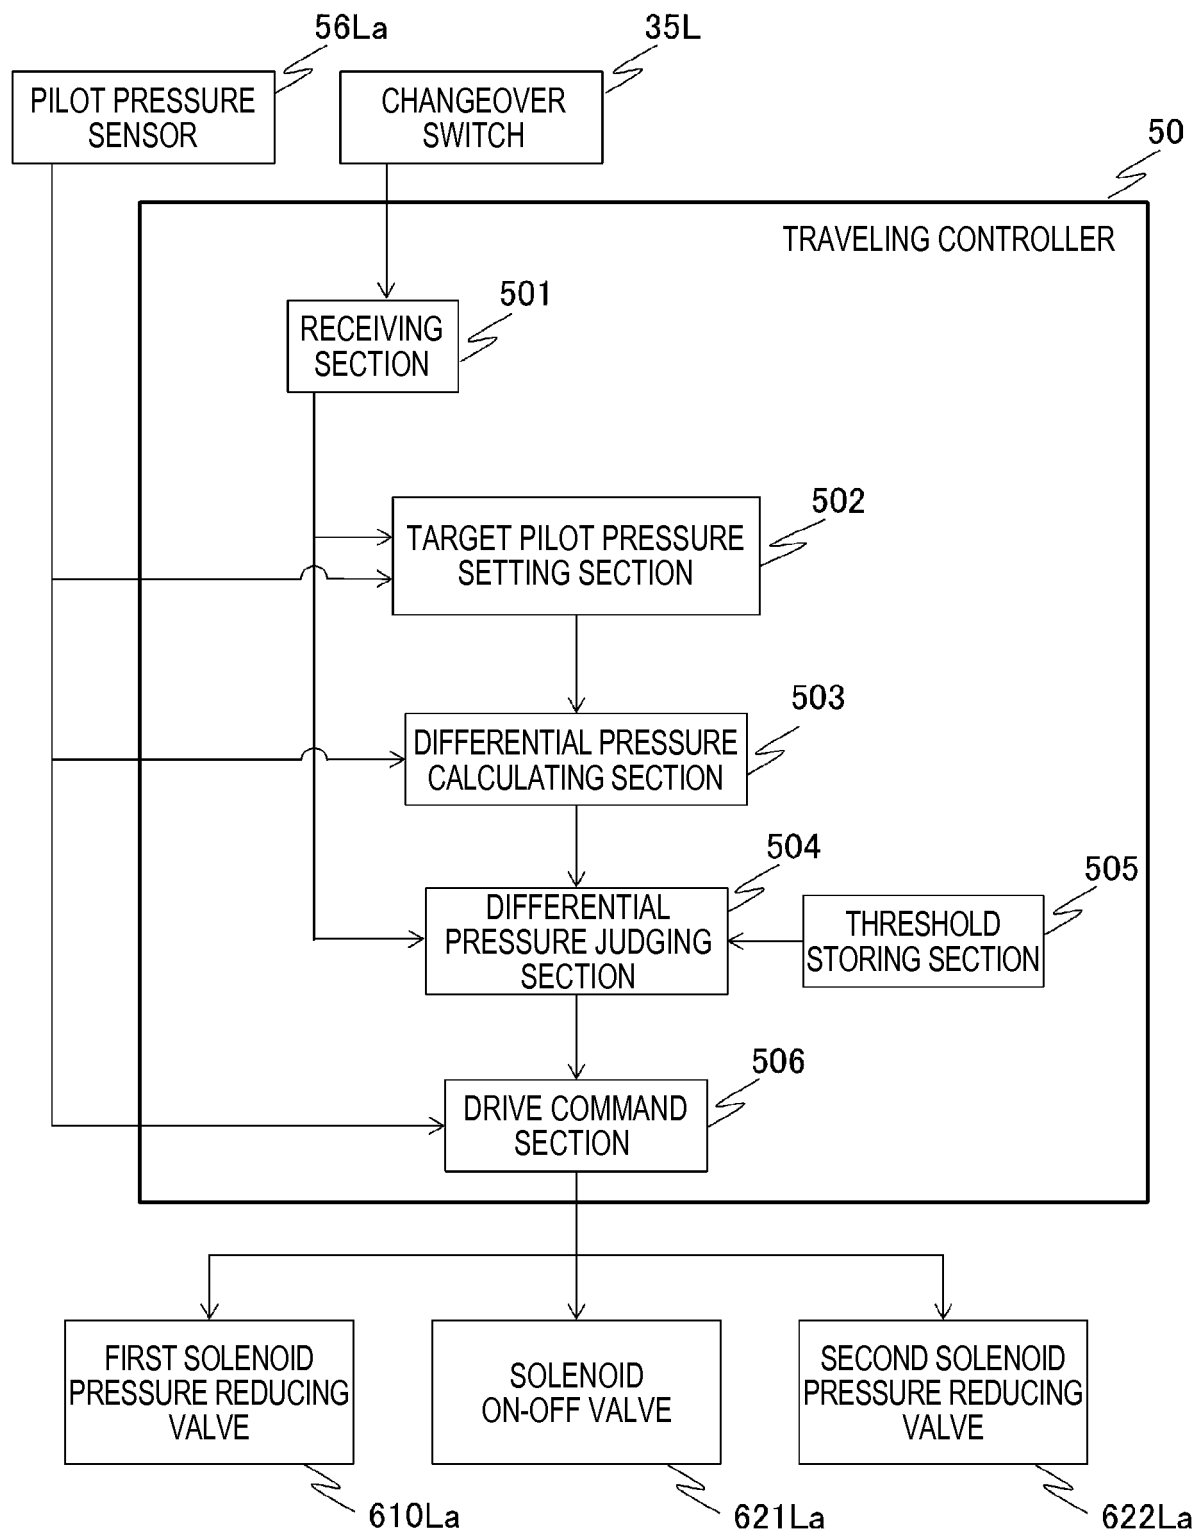 56La
35L
PILOT PRESSURE
SENSOR
CHANGEOVER
SWITCH
50
TRAVELING CONTROLLER
501
RECEIVING
SECTION
502
TARGET PILOT PRESSURE
SETTING SECTION
503
DIFFERENTIAL PRESSURE
CALCULATING SECTION
504
DIFFERENTIAL
PRESSURE JUDGING
SECTION
505
THRESHOLD
STORING SECTION
506
DRIVE COMMAND
SECTION
FIRST SOLENOID
PRESSURE REDUCING
VALVE
SOLENOID
ON-OFF VALVE
SECOND SOLENOID
PRESSURE REDUCING
VALVE
610La
621La
622La